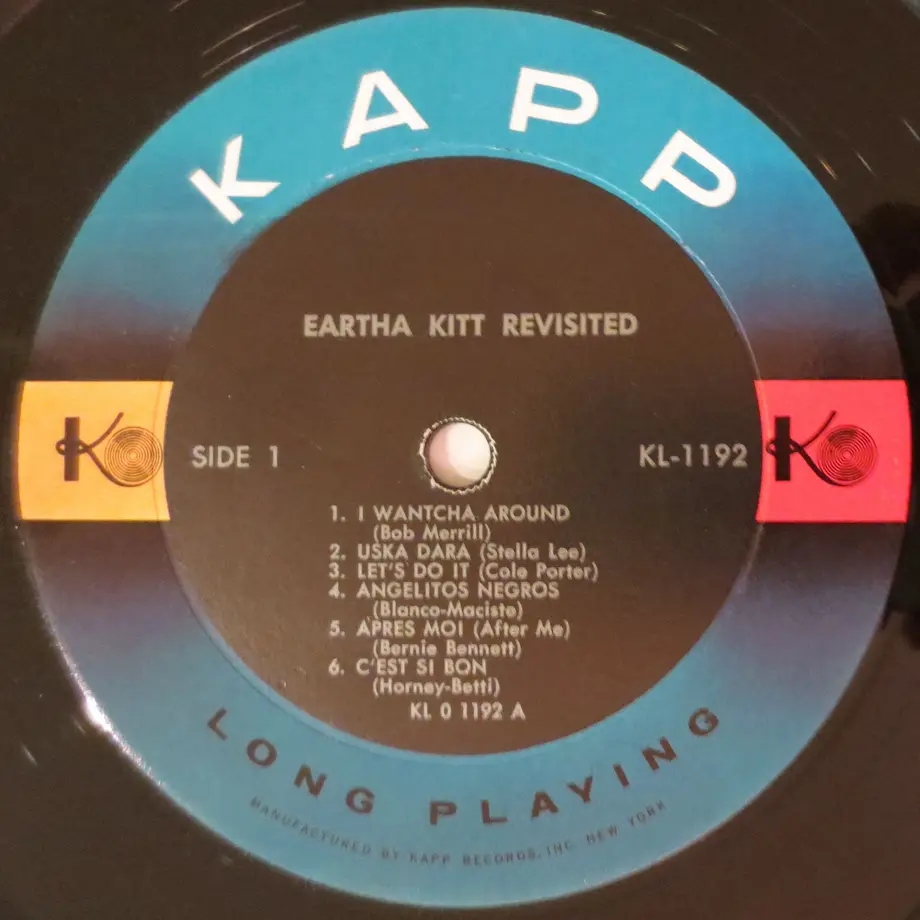 KAPP
EARTHA KITT REVISITED
K
SIDE 1
KL-1192
K
1. I WANTCHA AROUND
(Bob Merrill)
2. USKA DARA (Stella Lee)
3. LET'S DO IT (Cole Porter)
4. ANGELITOS NEGROS
(Blanco-Maciste)
5. APRES MOI (After Me)
(Bernie Bennett)
6. C'EST SI BON
(Horney-Betti)
KL 0 1192 A
LONG PLAYING
MANUFACTURED BY KAPP RECORDS, INC. NEW YORK